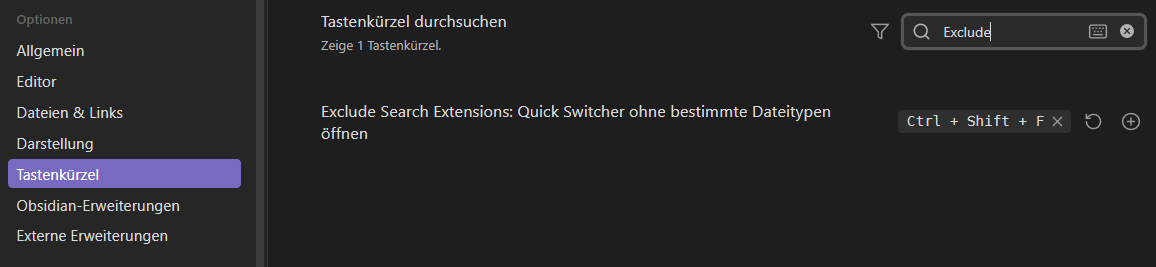 Optionen
Allgemein
Editor
Dateien & Links
Darstellung
Tastenkürzel
Obsidian-Erweiterungen
Externe Erweiterungen
Tastenkürzel durchsuchen
Zeige 1 Tastenkürzel.
Exclude
Exclude Search Extensions: Quick Switcher ohne bestimmte Dateitypen
öffnen
Ctrl + Shift + F